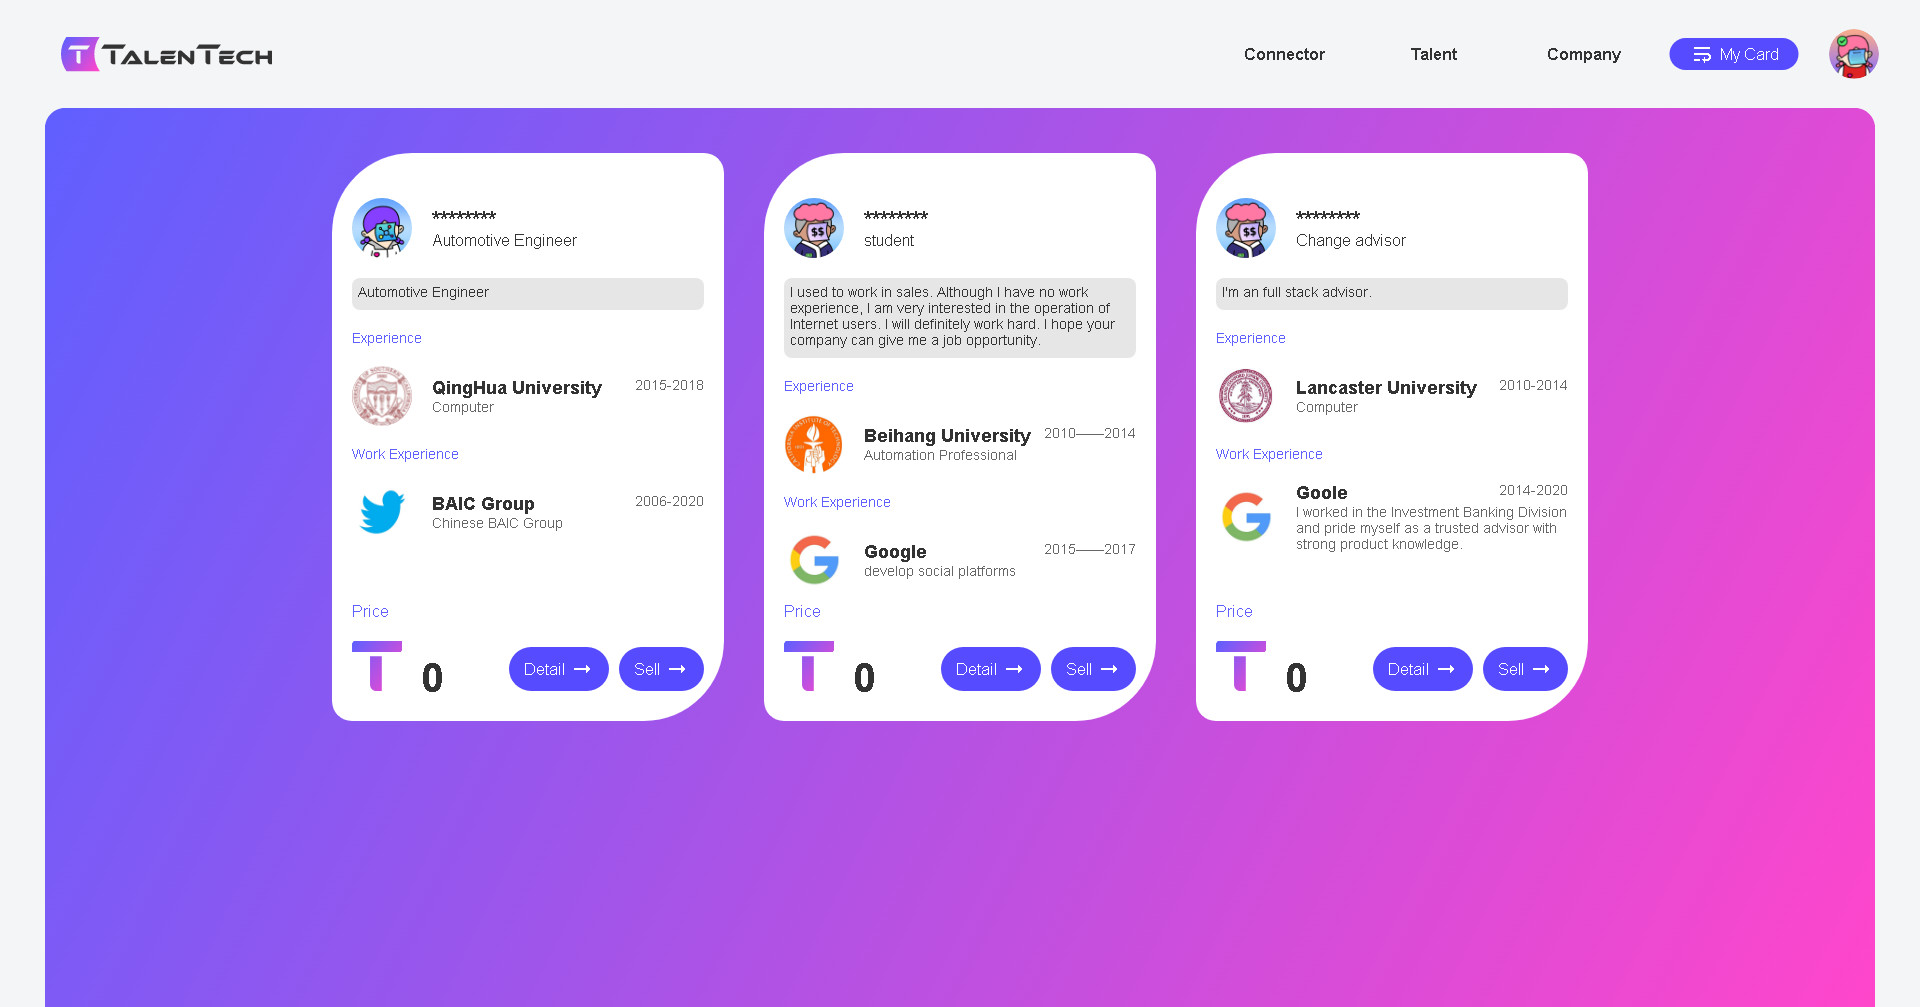 T TALENTECH
Connector
Talent
Company
My Card
********
Automotive Engineer
Automotive Engineer
Experience
QingHua University
2015-2018
Computer
Work Experience
BAIC Group
2006-2020
Chinese BAIC Group
Price
T 0
Detail
Sell
********
student
I used to work in sales. Although I have no work
experience, I am very interested in the operation of
Internet users. I will definitely work hard. I hope your
company can give me a job opportunity.
Experience
Beihang University
2010——2014
Automation Professional
Work Experience
Google
2015——2017
develop social platforms
Price
T 0
Detail
Sell
********
Change advisor
I'm an full stack advisor.
Experience
Lancaster University
2010-2014
Computer
Work Experience
Goole
2014-2020
I worked in the Investment Banking Division
and pride myself as a trusted advisor with
strong product knowledge.
Price
T 0
Detail
Sell